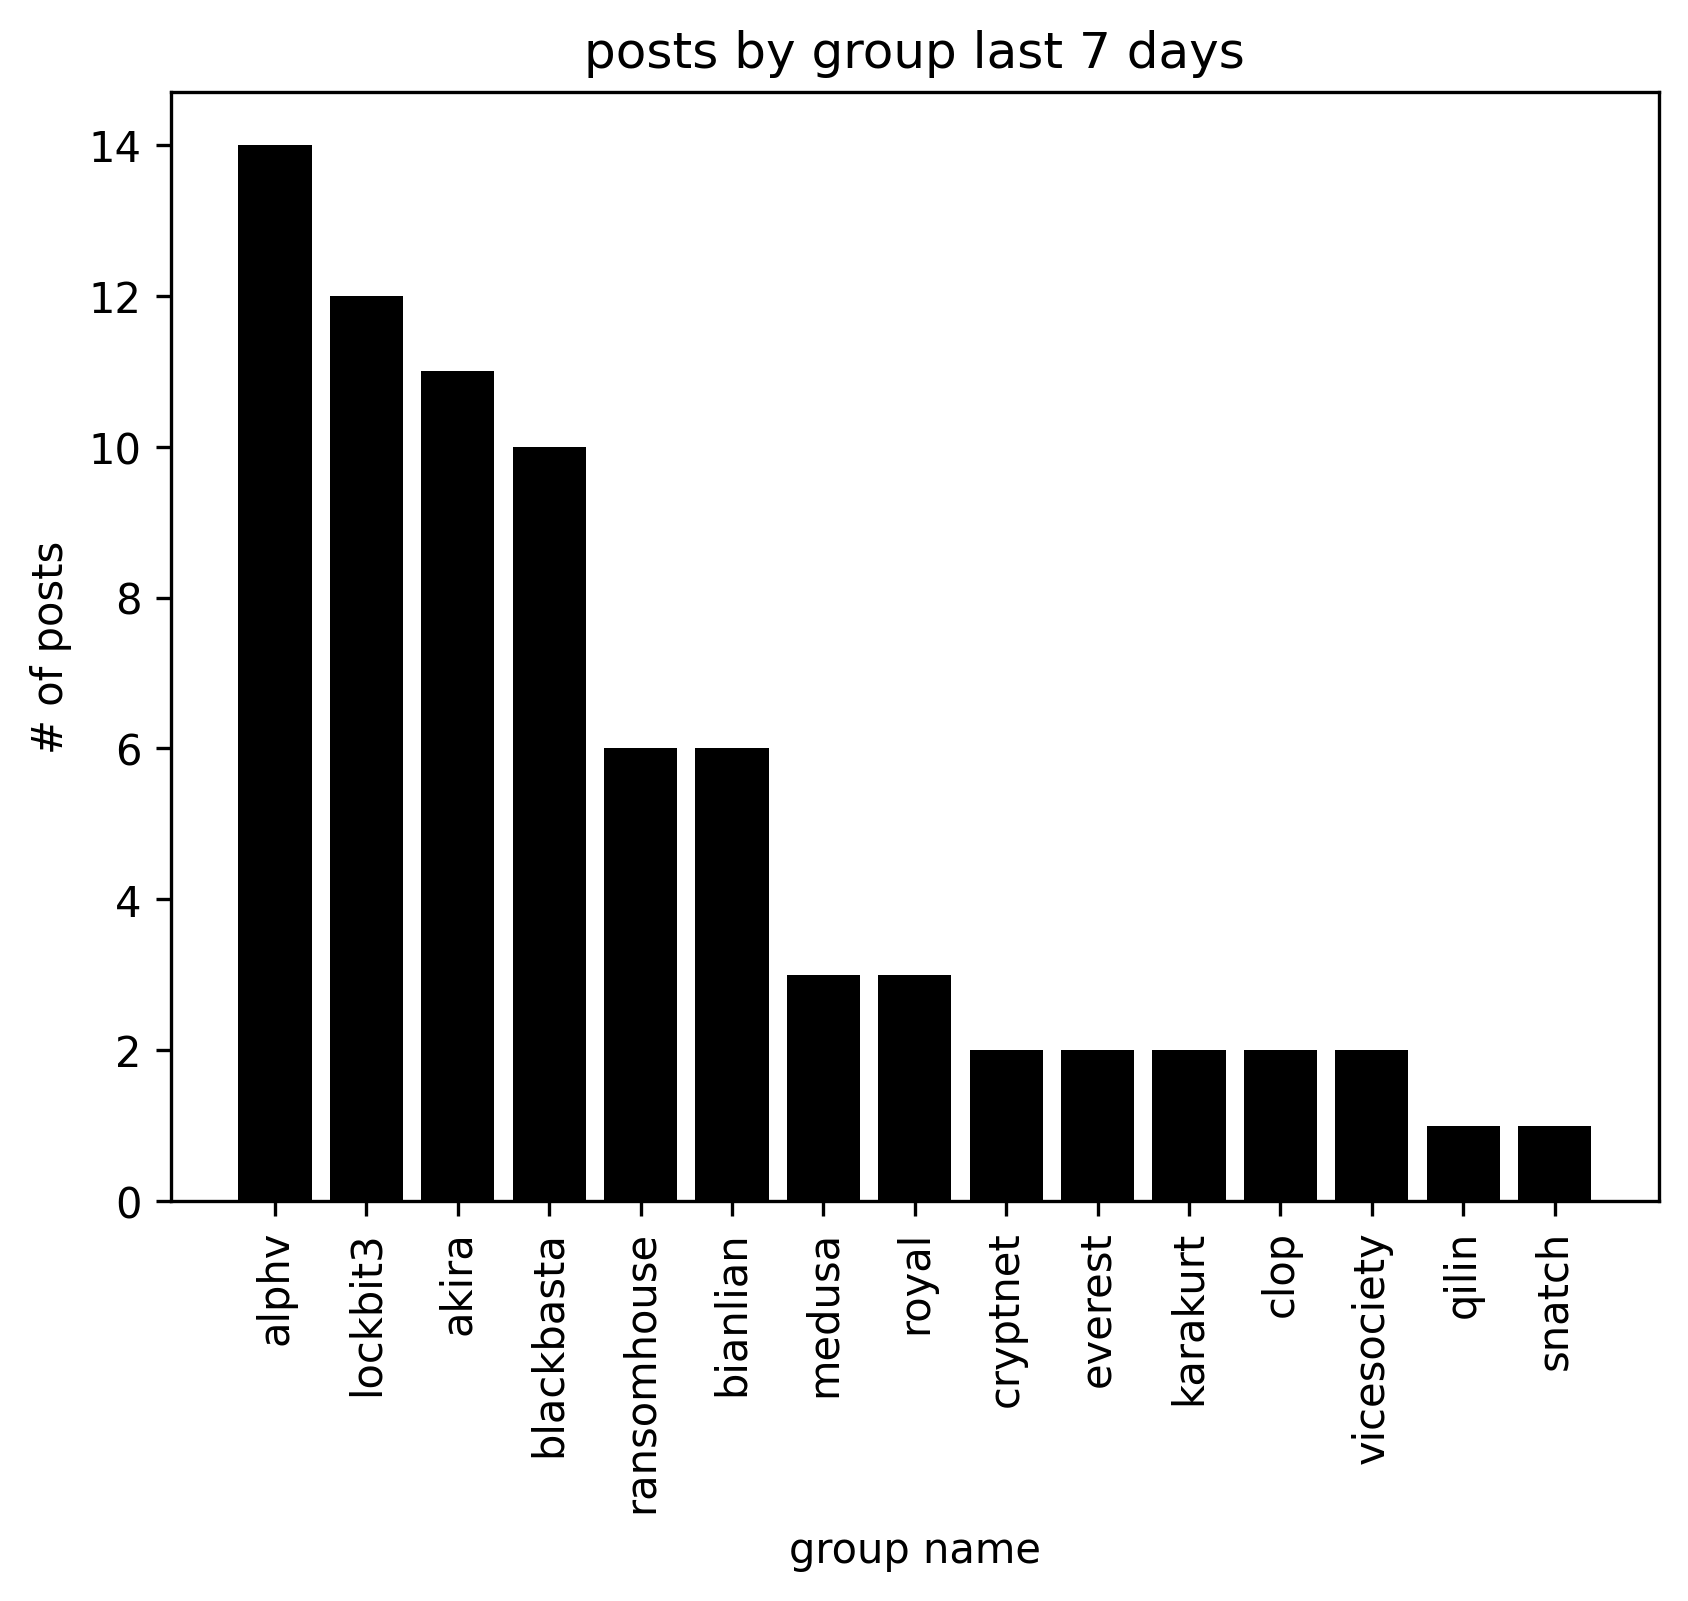 posts by group last 7 days
14
12
10
8
6
4
2
0
# of posts
alphv
lockbit3
akira
blackbasta
ransomhouse
bianlian
medusa
royal
cryptnet
everest
karakurt
clop
vicesociety
qilin
snatch
group name